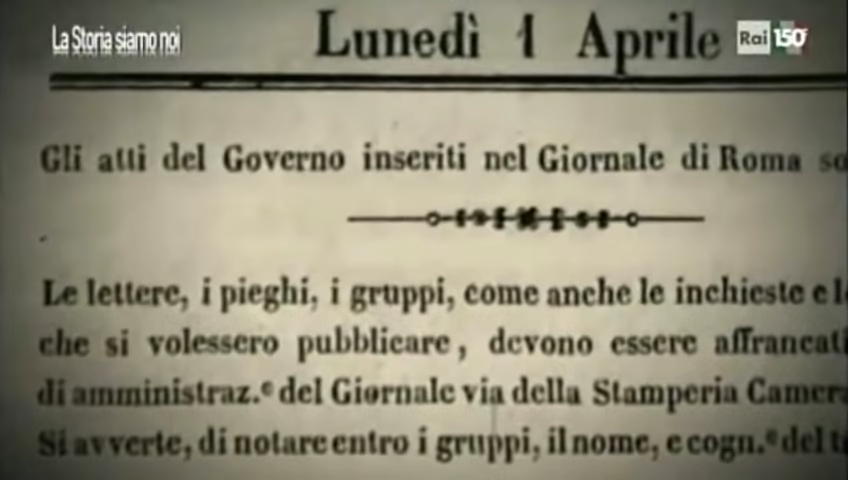 La Storia siamo noi
Lunedì 1 Aprile
Rai 150
Gli atti del Governo inseriti nel Giornale di Roma so
Le lettere, i pieghi, i gruppi, come anche le inchieste e l
che si volessero pubblicare, devono essere affrancati
di amministraz.e del Giornale via della Stamperia Camer
Si avverte, di notare entro i gruppi, il nome, e cogn.e del t